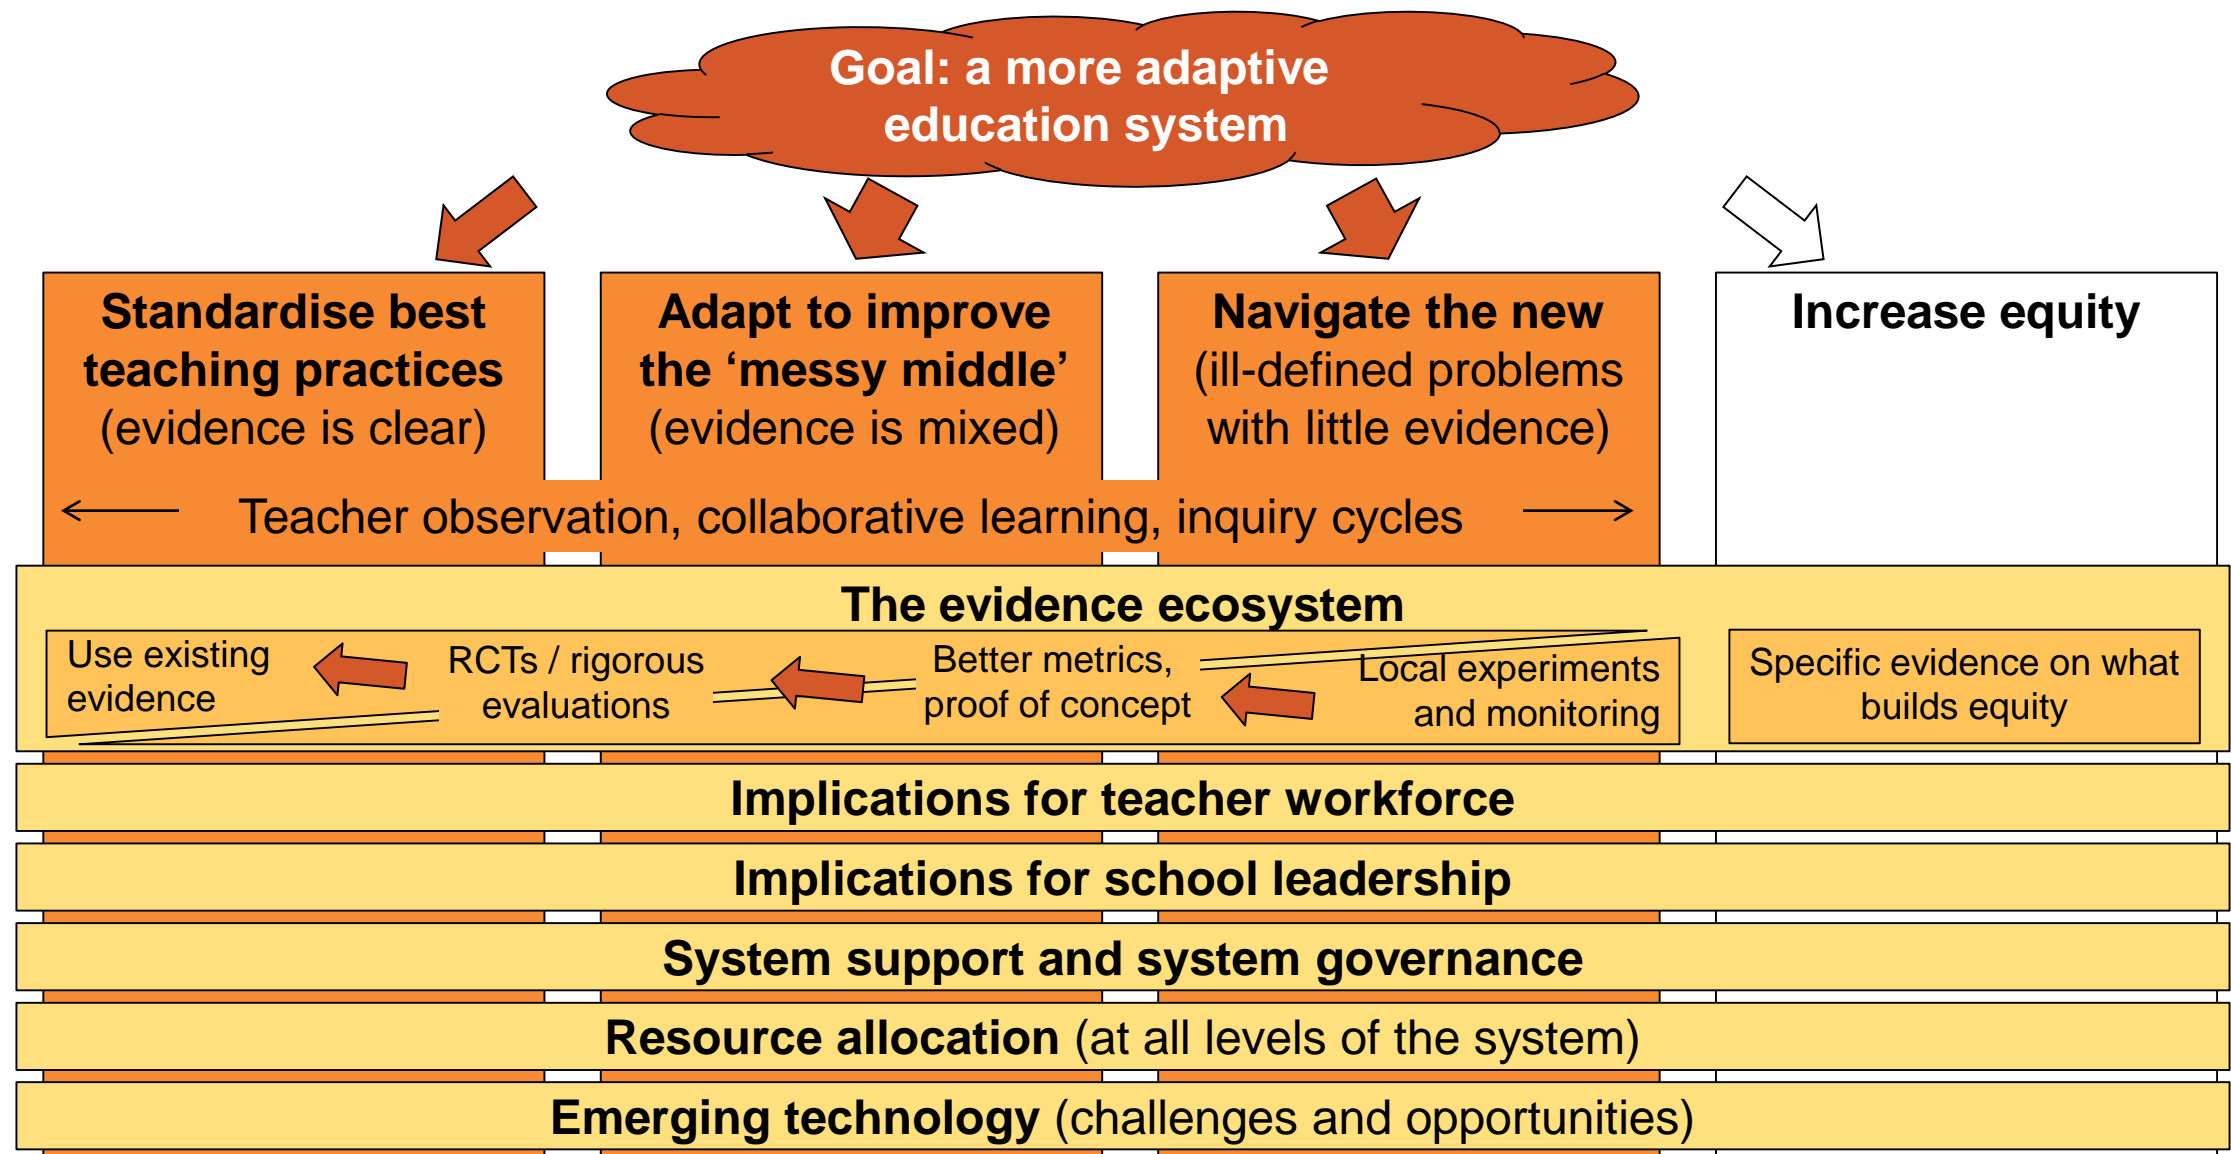 Goal: a more adaptive
education system
Standardise best
teaching practices
(evidence is clear)
Adapt to improve
the ‘messy middle’
(evidence is mixed)
Navigate the new
(ill-defined problems
with little evidence)
Increase equity
Teacher observation, collaborative learning, inquiry cycles
The evidence ecosystem
Use existing
evidence
RCTs / rigorous
evaluations
Better metrics,
proof of concept
Local experiments
and monitoring
Specific evidence on what
builds equity
Implications for teacher workforce
Implications for school leadership
System support and system governance
Resource allocation (at all levels of the system)
Emerging technology (challenges and opportunities)